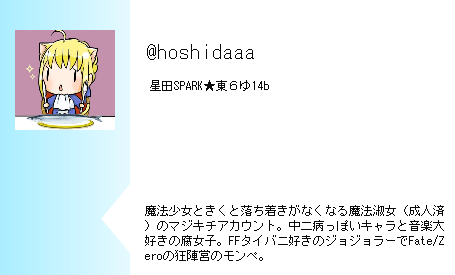 @hoshidaaa
星田SPARK★東６ゆ14b
魔法少女ときくと落ち着きがなくなる魔法淑女（成人済
）のマジキチアカウント。中二病っぽいキャラと音楽大
好きの腐女子。FFタイバニ好きのジョジョラーでFate/Z
eroの狂陣営のモンペ。